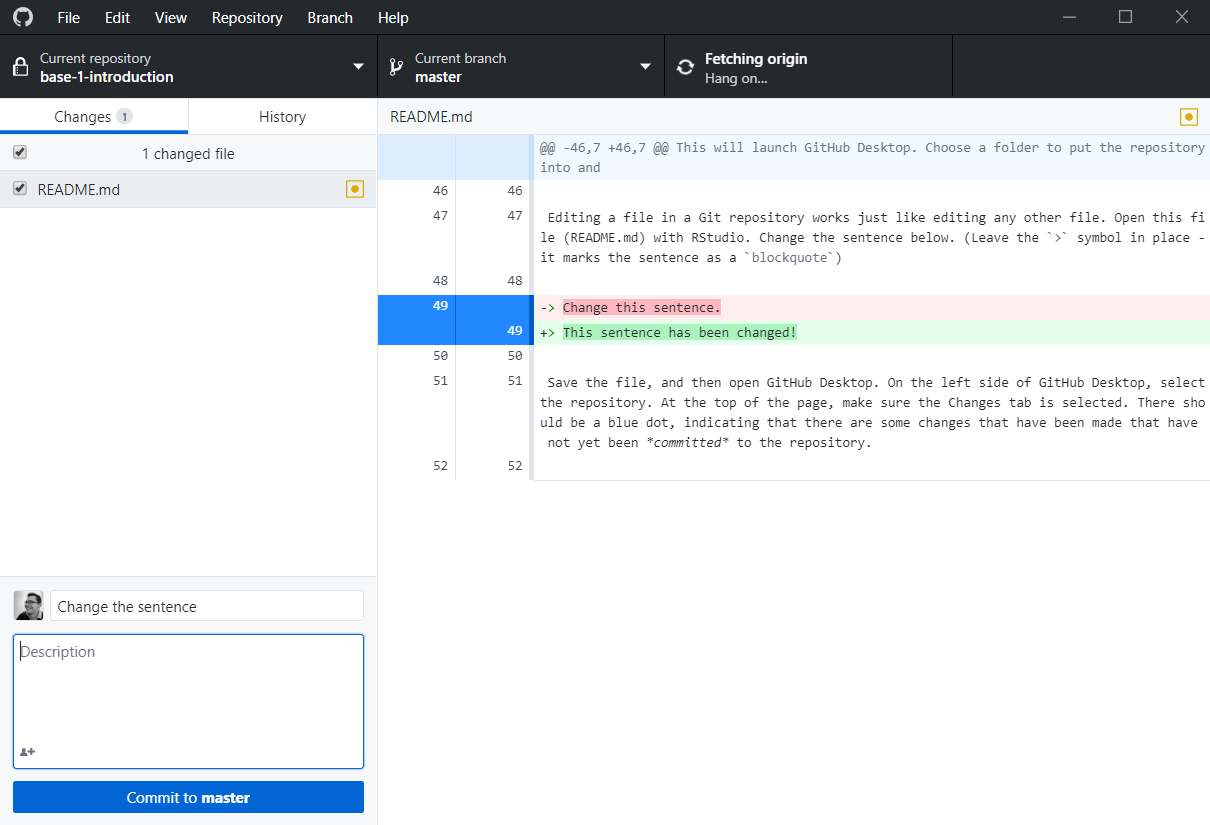 File Edit View Repository Branch Help
Current repository
base-1-introduction
Current branch
master
Fetching origin
Hang on...
Changes 1 History
1 changed file
README.md
README.md
@@ -46,7 +46,7 @@ This will launch GitHub Desktop. Choose a folder to put the repository
into and
46 46
47 47 Editing a file in a Git repository works just like editing any other file. Open this fi
le (README.md) with RStudio. Change the sentence below. (Leave the `>` symbol in place -
it marks the sentence as a `blockquote`)
48 48
49 -> Change this sentence.
49 +> This sentence has been changed!
50 50
51 51 Save the file, and then open GitHub Desktop. On the left side of GitHub Desktop, select
the repository. At the top of the page, make sure the Changes tab is selected. There sho
uld be a blue dot, indicating that there are some changes that have been made that have
not yet been *committed* to the repository.
52 52
Change the sentence
Description
Commit to master